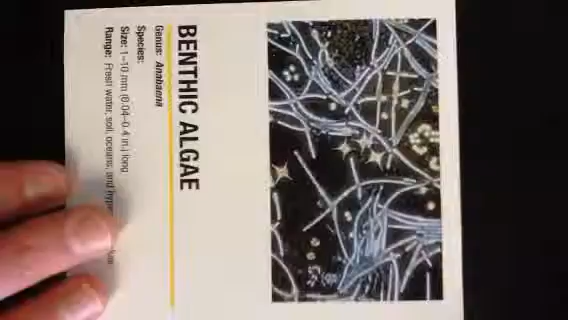 BENTHIC ALGAE
Genus: Anabaena
Species:
Size: 1–10 mm (0.04–0.4 in.) long
Range: Fresh water, soil, oceans, and